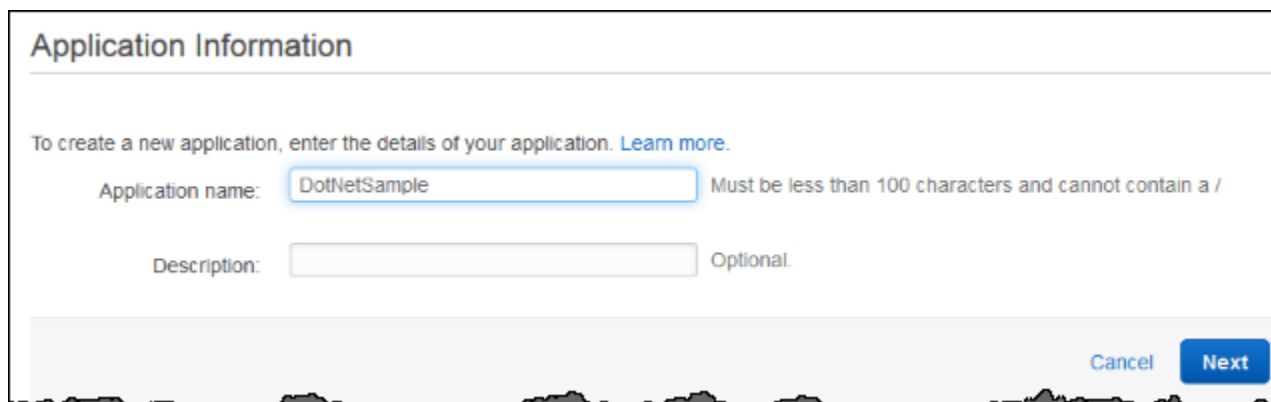 Application Information
To create a new application, enter the details of your application. Learn more.
Application name: DotNetSample Must be less than 100 characters and cannot contain a /
Description: Optional.
Cancel Next